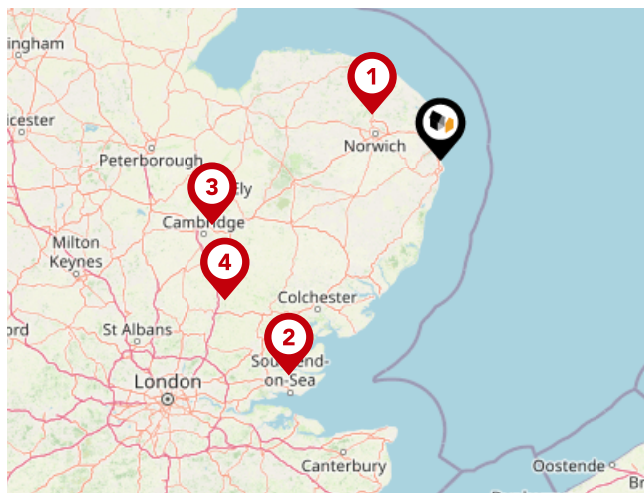 ingham
1
icester
Norwich
Peterborough
3
Ely
Cambridge
Milton
Keynes
4
Colchester
ord
St Albans
2
Southend-
on-Sea
London
Canterbury
Oostende
Br